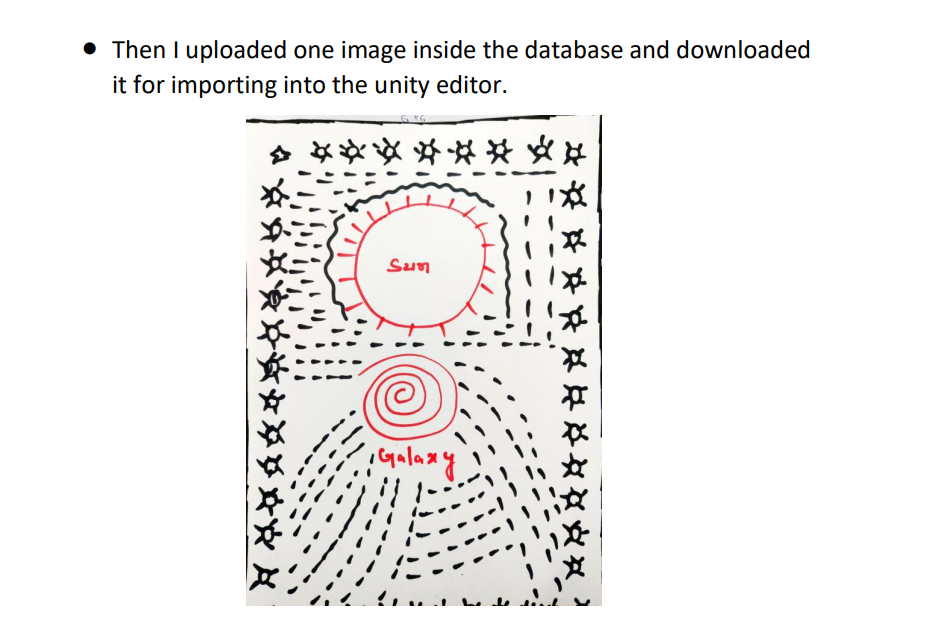 ● Then I uploaded one image inside the database and downloaded
it for importing into the unity editor.
Sun
Galaxy